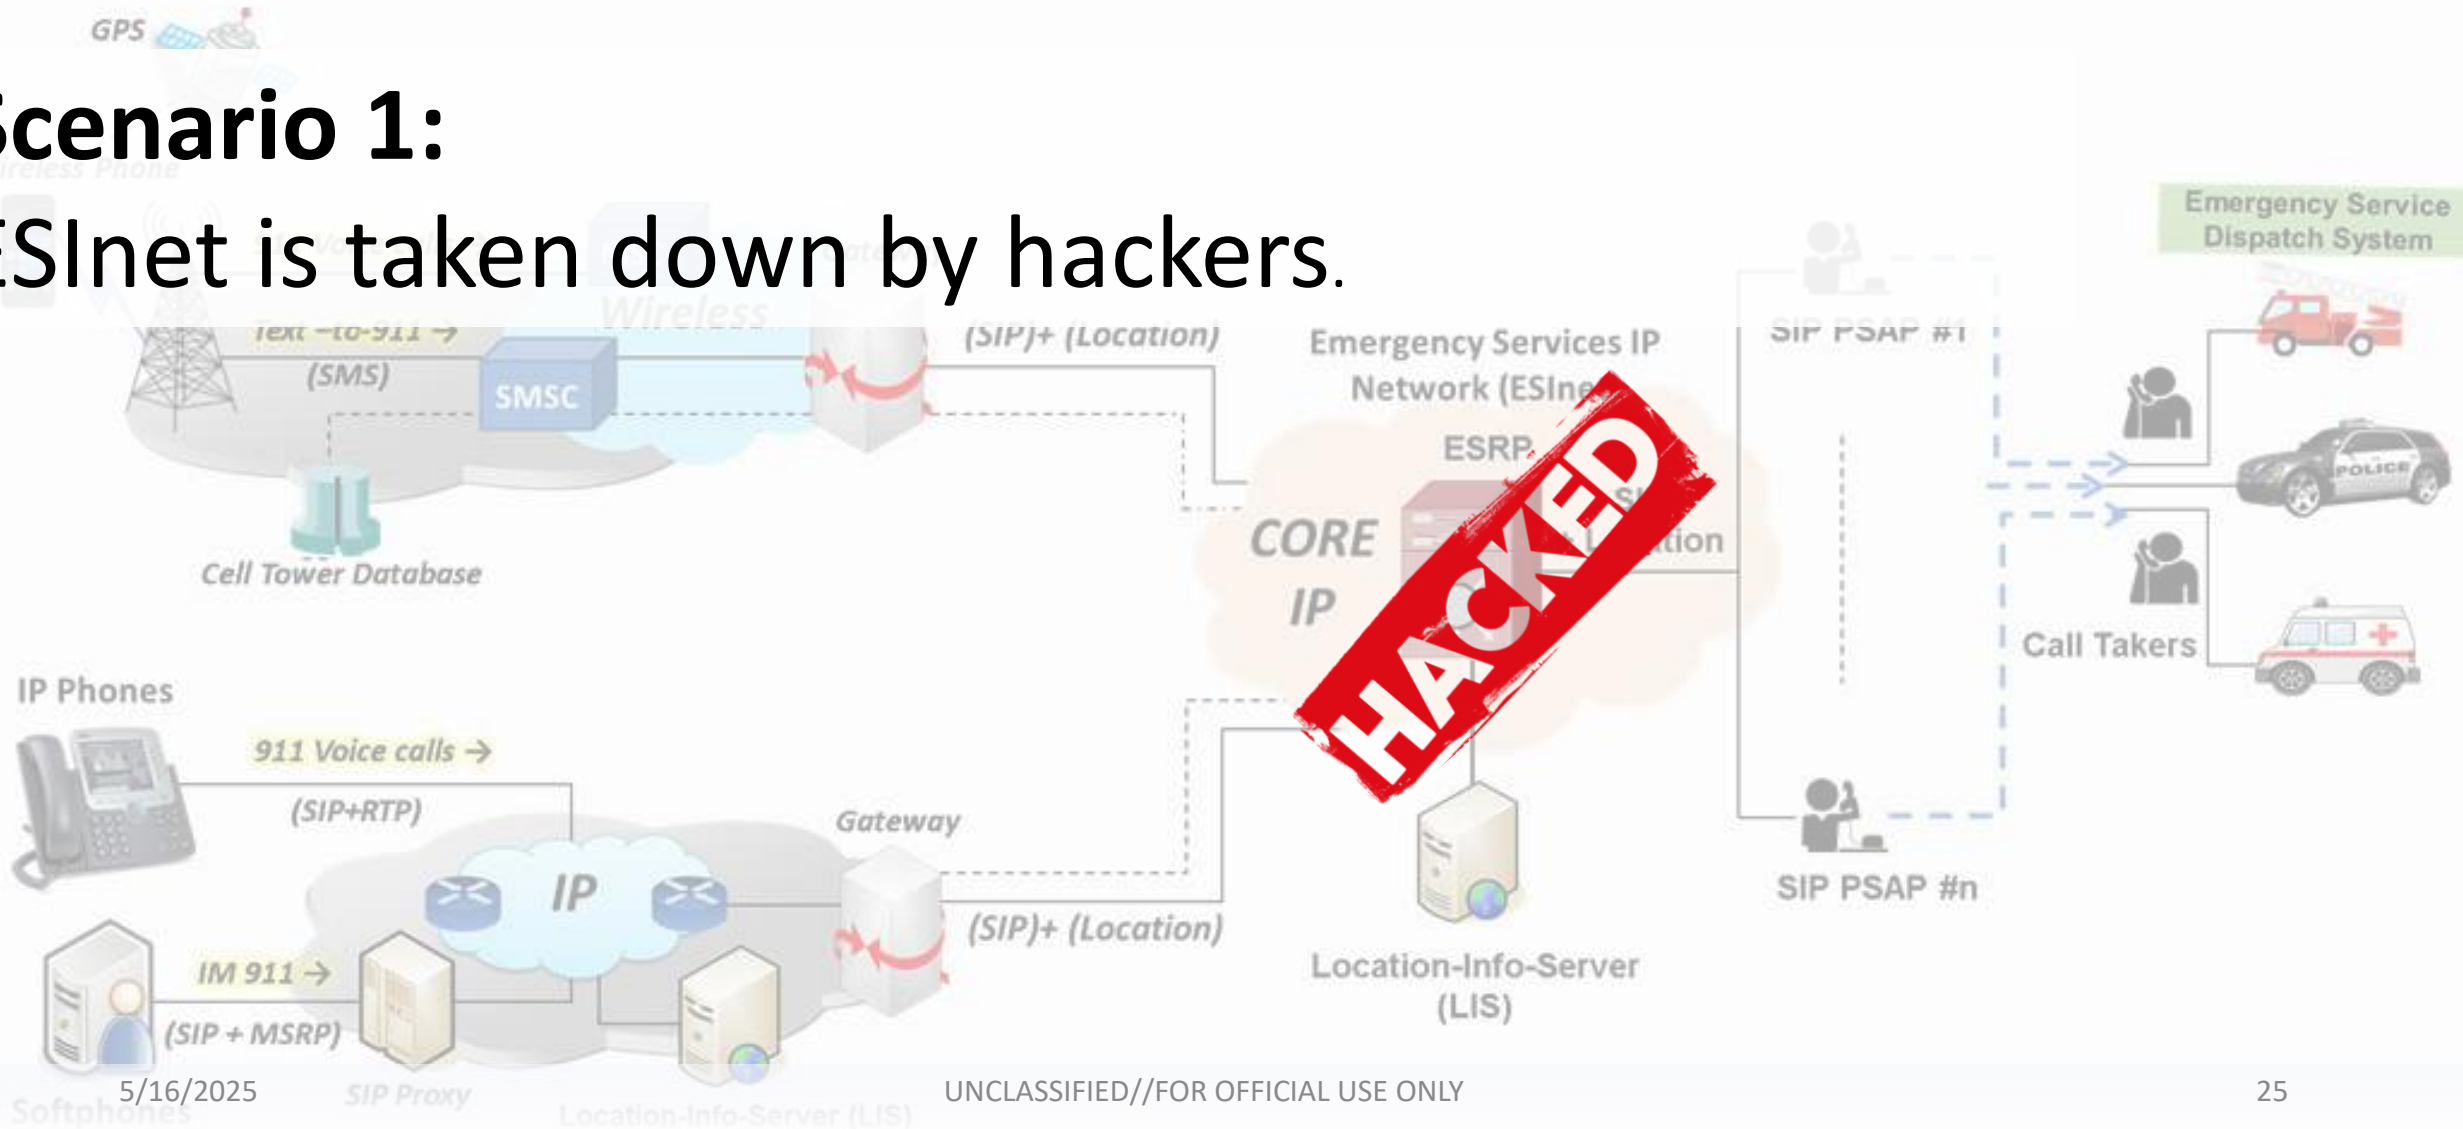 GPS
Scenario 1:
Wireless Phone
ESInet is taken down by hackers.
Wireless
Text –to-911 →
(SMS)
SMSC
Cell Tower Database
(SIP)+ (Location)
Emergency Services IP
Network (ESInet
ESRP
CORE
IP
HACKED
SIP PSAP #1
Emergency Service
Dispatch System
POLICE
Call Takers
IP Phones
911 Voice calls →
(SIP+RTP)
IP
Gateway
IM 911 →
(SIP + MSRP)
(SIP)+ (Location)
Location-Info-Server
(LIS)
SIP PSAP #n
Softphones
SIP Proxy
Location-Info-Server (LIS)
5/16/2025
UNCLASSIFIED//FOR OFFICIAL USE ONLY
25